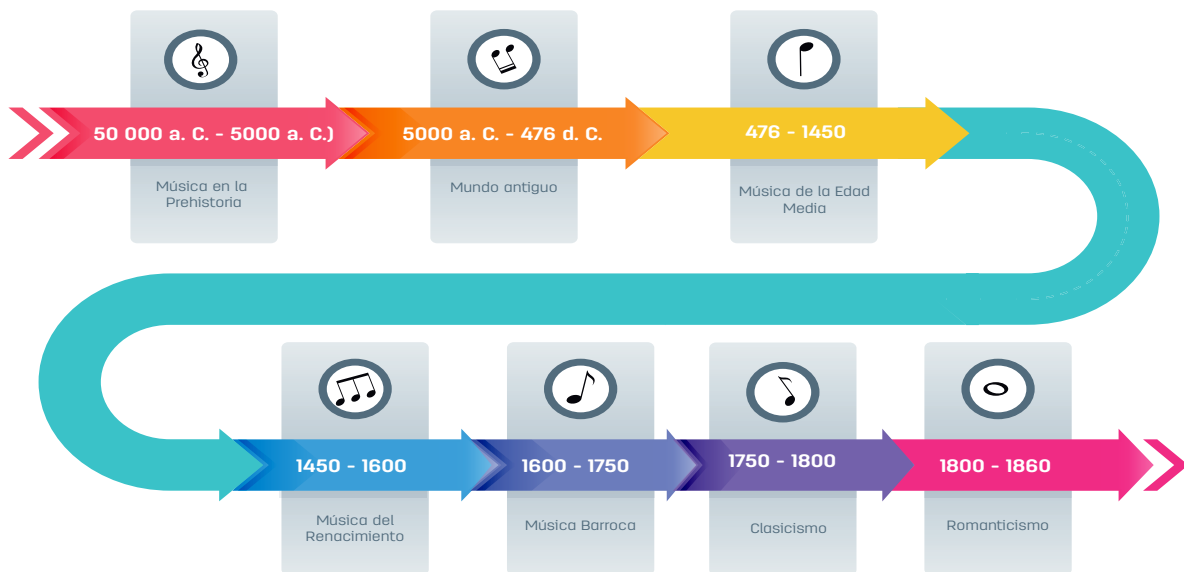 50 000 a. C. - 5000 a. C.)
5000 a. C. - 476 d. C.
476 - 1450
Música en la
Prehistoria
Mundo antiguo
Música de la Edad
Media
1450 - 1600
1600 - 1750
1750 - 1800
1800 - 1860
Música del
Renacimiento
Música Barroca
Clasicismo
Romanticismo